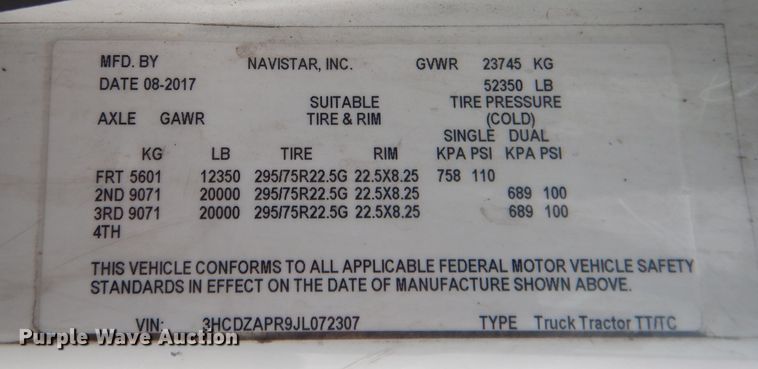 MFD. BY NAVISTAR, INC. GVWR 23745 KG
DATE 08-2017 52350 LB
SUITABLE TIRE PRESSURE
AXLE GAWR TIRE & RIM (COLD)
SINGLE DUAL
KG LB TIRE RIM KPA PSI KPA PSI
FRT 5601 12350 295/75R22.5G 22.5X8.25 758 110
2ND 9071 20000 295/75R22.5G 22.5X8.25 689 100
3RD 9071 20000 295/75R22.5G 22.5X8.25 689 100
4TH
THIS VEHICLE CONFORMS TO ALL APPLICABLE FEDERAL MOTOR VEHICLE SAFETY
STANDARDS IN EFFECT ON THE DATE OF MANUFACTURE SHOWN ABOVE.
VIN: 3HCDZAPR9JL072307 TYPE Truck Tractor TT/TC
Purple Wave Auction